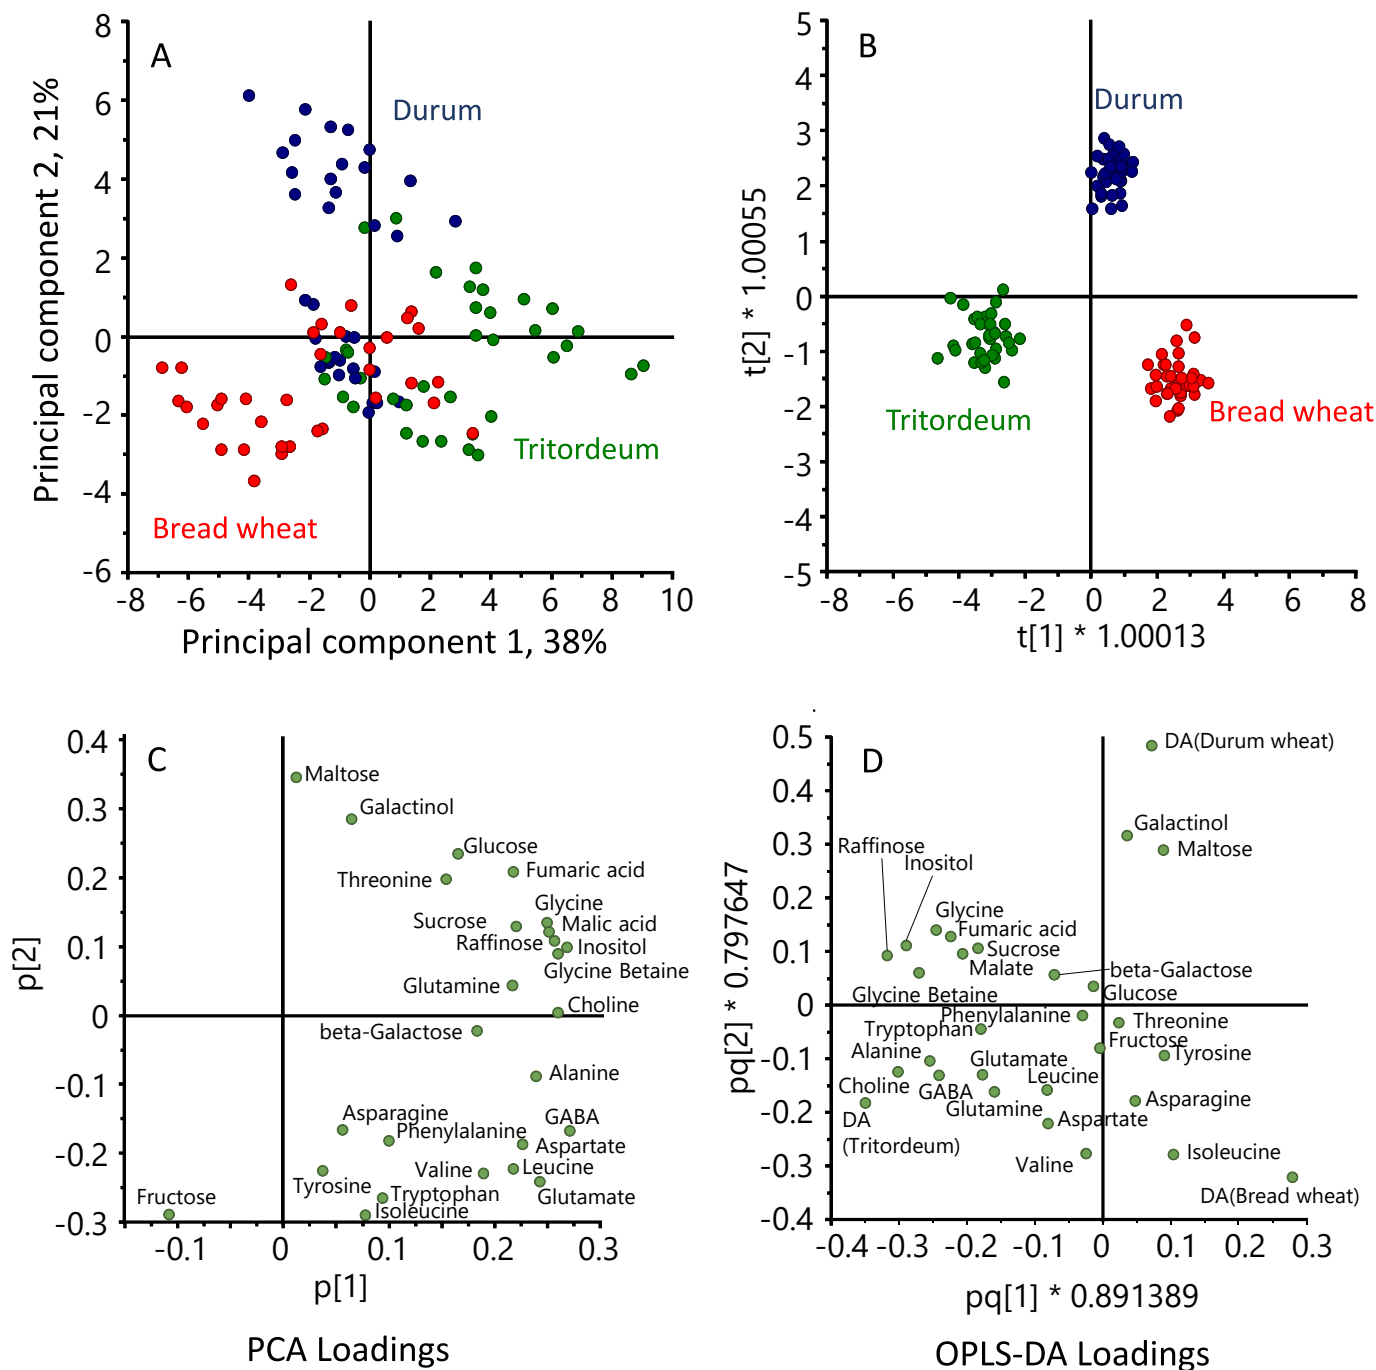 A
Durum
Tritordeum
Bread wheat
8
6
4
2
0
-2
-4
-6
-8
-6
-4
-2
0
2
4
6
8
10
Principal component 2, 21%
Principal component 1, 38%
B
Durum
Tritordeum
Bread wheat
5
4
3
2
1
0
-1
-2
-3
-4
-5
-8
-6
-4
-2
0
2
4
6
8
t[2] * 1.00055
t[1] * 1.00013
C
0.4
0.3
0.2
0.1
0
-0.1
-0.2
-0.3
-0.1
0
0.1
0.2
0.3
p[2]
p[1]
Maltose
Galactinol
Glucose
Threonine
Fumaric acid
Glycine
Sucrose
Malic acid
Raffinose
Inositol
Glycine Betaine
Glutamine
Choline
beta-Galactose
Alanine
Asparagine
GABA
Phenylalanine
Aspartate
Valine
Leucine
Tyrosine
Tryptophan
Glutamate
Fructose
Isoleucine
PCA Loadings
D
0.5
0.4
0.3
0.2
0.1
0
-0.1
-0.2
-0.3
-0.4
-0.4
-0.3
-0.2
-0.1
0
0.1
0.2
0.3
pq[2] * 0.797647
pq[1] * 0.891389
DA(Durum wheat)
Galactinol
Maltose
Raffinose
Inositol
Glycine
Fumaric acid
Sucrose
Malate
beta-Galactose
Glycine Betaine
Glucose
Phenylalanine
Threonine
Tryptophan
Fructose
Alanine
Glutamate
Tyrosine
Choline
GABA
Leucine
Glutamine
Asparagine
DA
(Tritordeum)
Aspartate
Valine
Isoleucine
DA(Bread wheat)
OPLS-DA Loadings